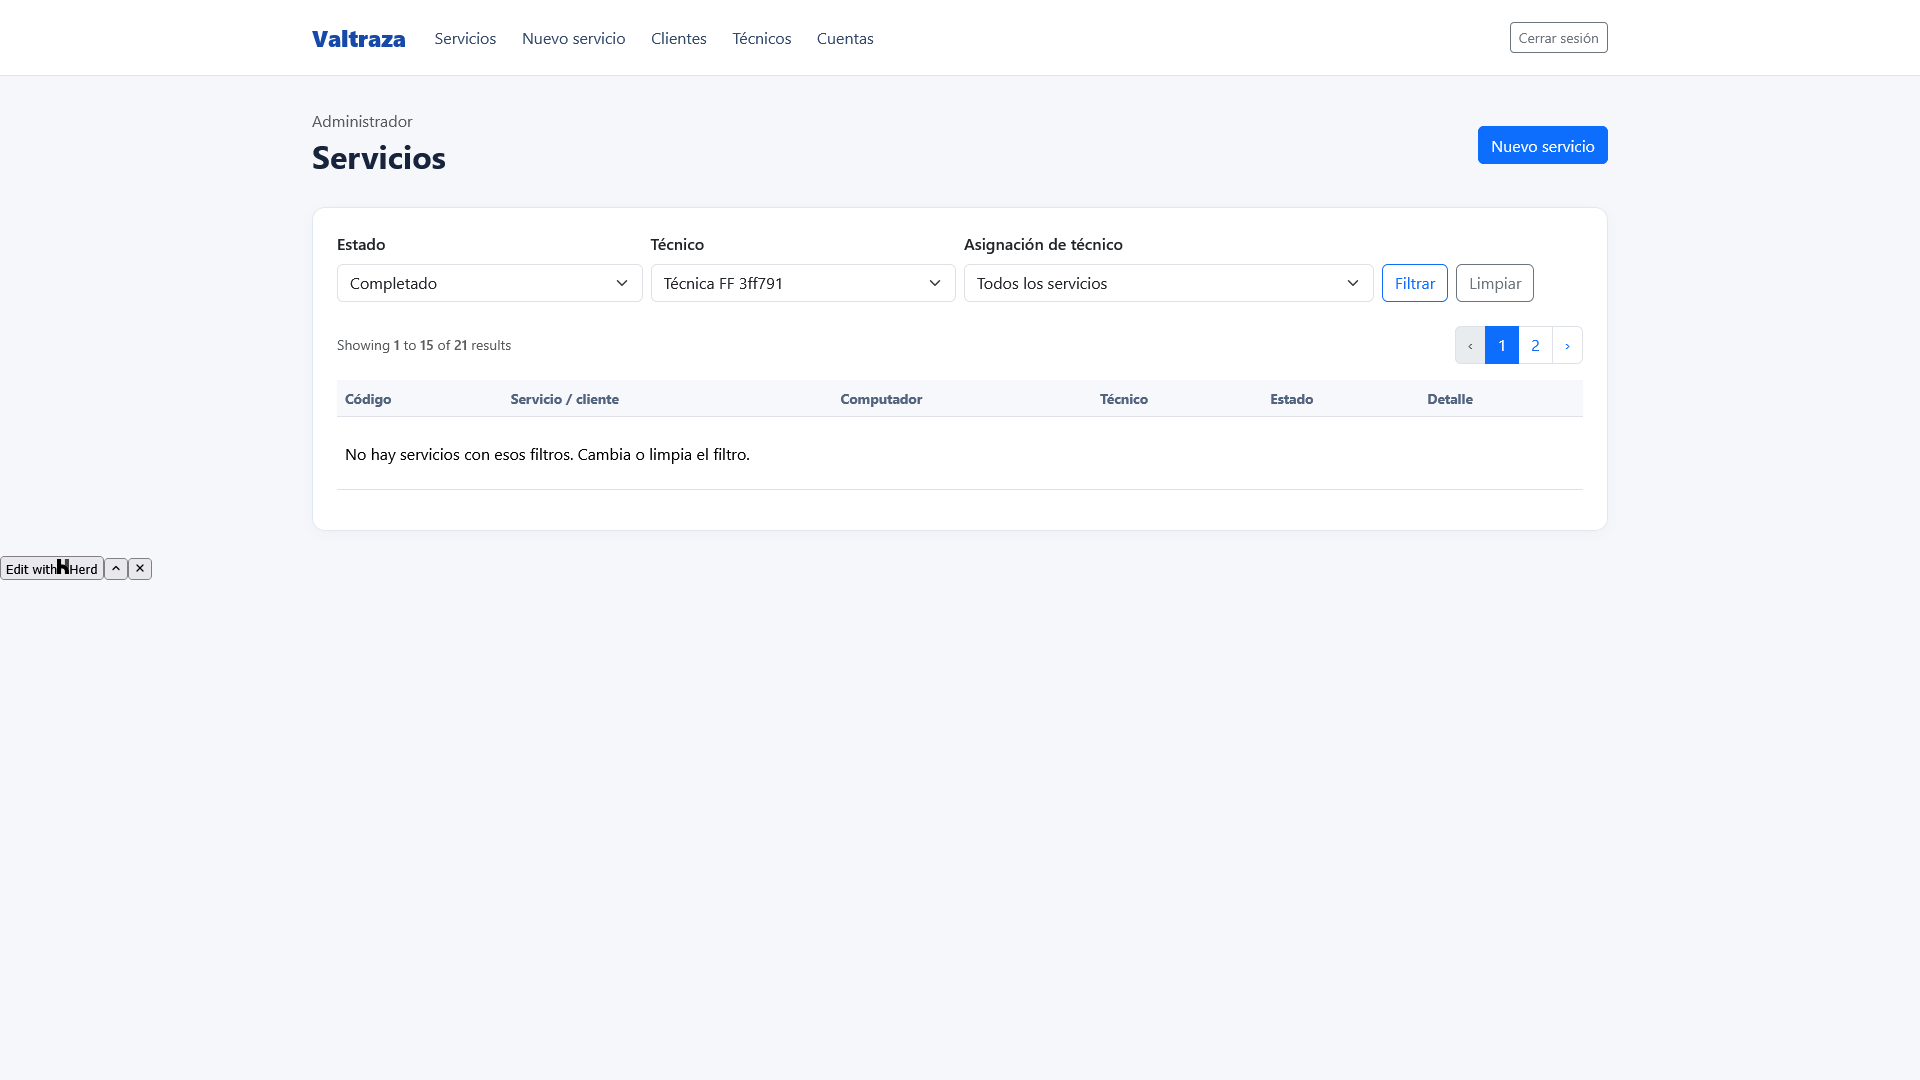 Valtraza Servicios Nuevo servicio Clientes Técnicos Cuentas Cerrar sesión
Administrador
Servicios
Nuevo servicio
Estado Técnico Asignación de técnico
Completado Técnica FF 3ff791 Todos los servicios Filtrar Limpiar
Showing 1 to 15 of 21 results ‹ 1 2 ›
Código Servicio / cliente Computador Técnico Estado Detalle
No hay servicios con esos filtros. Cambia o limpia el filtro.
Edit with Herd